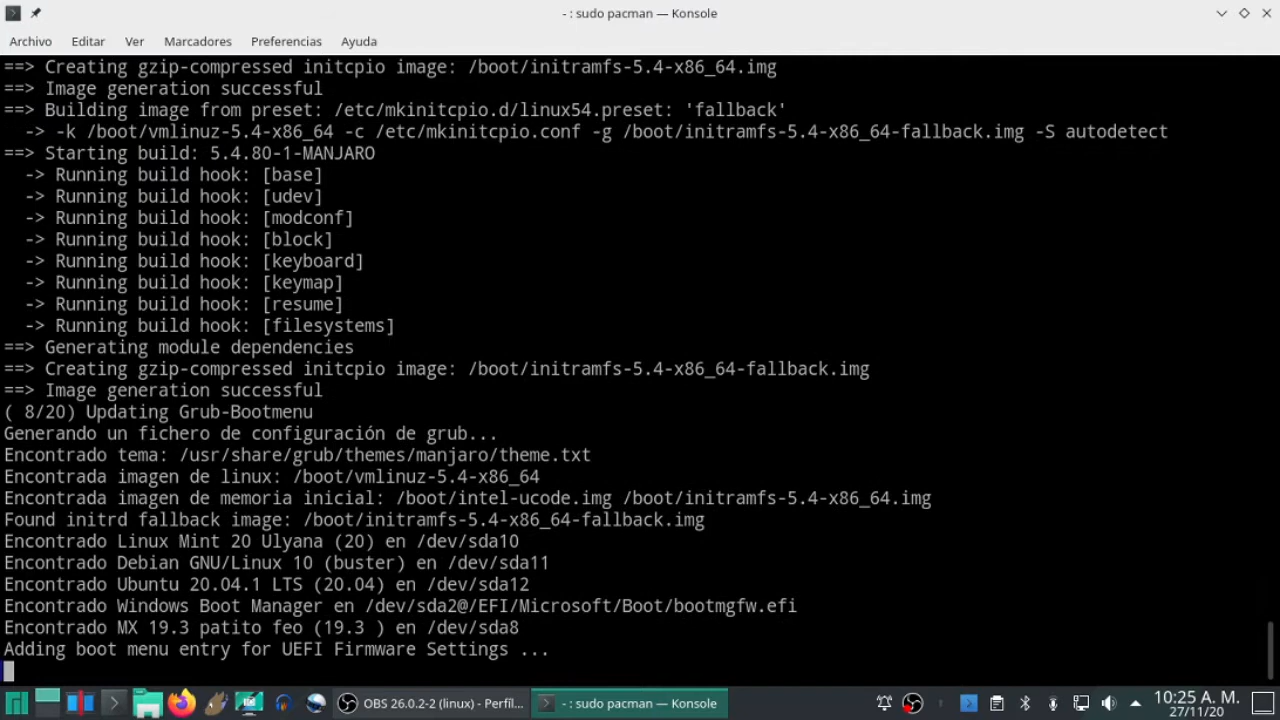 - : sudo pacman — Konsole
Archivo Editar Ver Marcadores Preferencias Ayuda
==> Creating gzip-compressed initcpio image: /boot/initramfs-5.4-x86_64.img
==> Image generation successful
==> Building image from preset: /etc/mkinitcpio.d/linux54.preset: 'fallback'
  -> -k /boot/vmlinuz-5.4-x86_64 -c /etc/mkinitcpio.conf -g /boot/initramfs-5.4-x86_64-fallback.img -S autodetect
==> Starting build: 5.4.80-1-MANJARO
  -> Running build hook: [base]
  -> Running build hook: [udev]
  -> Running build hook: [modconf]
  -> Running build hook: [block]
  -> Running build hook: [keyboard]
  -> Running build hook: [keymap]
  -> Running build hook: [resume]
  -> Running build hook: [filesystems]
==> Generating module dependencies
==> Creating gzip-compressed initcpio image: /boot/initramfs-5.4-x86_64-fallback.img
==> Image generation successful
( 8/20) Updating Grub-Bootmenu
Generando un fichero de configuración de grub...
Encontrado tema: /usr/share/grub/themes/manjaro/theme.txt
Encontrada imagen de linux: /boot/vmlinuz-5.4-x86_64
Encontrada imagen de memoria inicial: /boot/intel-ucode.img /boot/initramfs-5.4-x86_64.img
Found initrd fallback image: /boot/initramfs-5.4-x86_64-fallback.img
Encontrado Linux Mint 20 Ulyana (20) en /dev/sda10
Encontrado Debian GNU/Linux 10 (buster) en /dev/sda11
Encontrado Ubuntu 20.04.1 LTS (20.04) en /dev/sda12
Encontrado Windows Boot Manager en /dev/sda2@/EFI/Microsoft/Boot/bootmgfw.efi
Encontrado MX 19.3 patito feo (19.3 ) en /dev/sda8
Adding boot menu entry for UEFI Firmware Settings ...
OBS 26.0.2-2 (linux) - Perfil...
- : sudo pacman — Konsole
10:25 A. M.
27/11/20